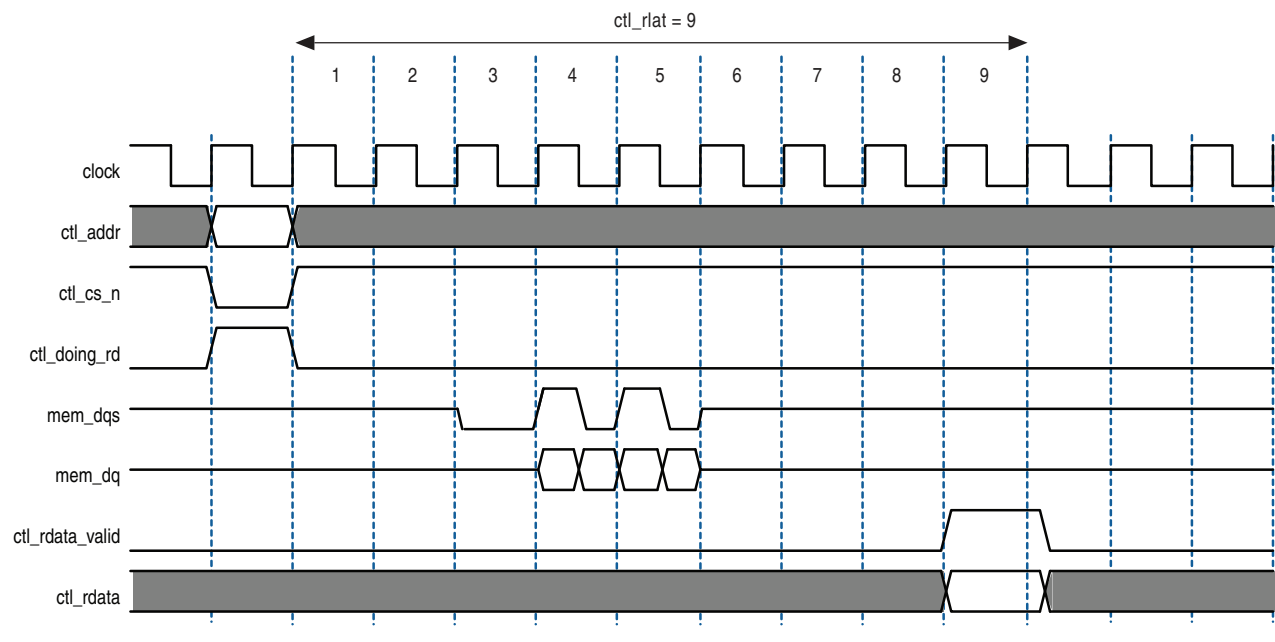 ctl_rlat = 9
1 2 3 4 5 6 7 8 9
clock
ctl_addr
ctl_cs_n
ctl_doing_rd
mem_dqs
mem_dq
ctl_rdata_valid
ctl_rdata